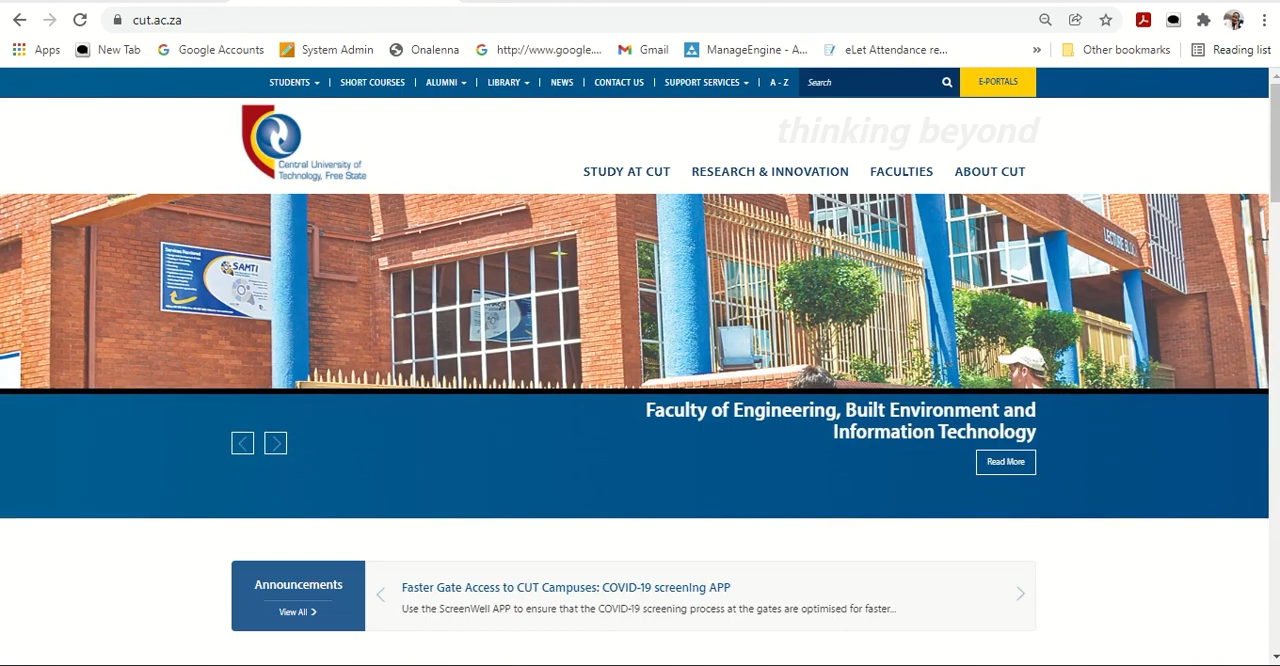 cut.ac.za
Apps New Tab Google Accounts System Admin Onalenna http://www.google.... Gmail ManageEngine - A... eLet Attendance re... » Other bookmarks Reading list
STUDENTS | SHORT COURSES | ALUMNI | LIBRARY | NEWS | CONTACT US | SUPPORT SERVICES | A - Z Search E-PORTALS
thinking beyond
Central University of
Technology, Free State
STUDY AT CUT RESEARCH & INNOVATION FACULTIES ABOUT CUT
SAMTI
LECTURE BLOCK
Faculty of Engineering, Built Environment and
Information Technology
Read More
Announcements
View All
Faster Gate Access to CUT Campuses: COVID-19 screening APP
Use the ScreenWell APP to ensure that the COVID-19 screening process at the gates are optimised for faster...